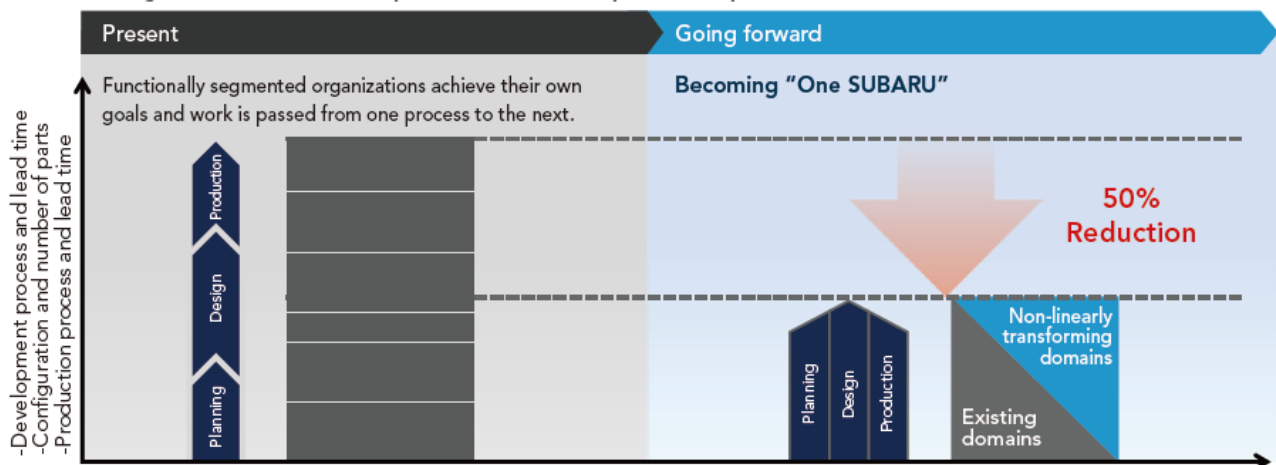 Present
Going forward
Functionally segmented organizations achieve their own
goals and work is passed from one process to the next.
Becoming “One SUBARU”
-Development process and lead time
-Configuration and number of parts
-Production process and lead time
Production
Design
Planning
50%
Reduction
Planning
Design
Production
Non-linearly
transforming
domains
Existing
domains